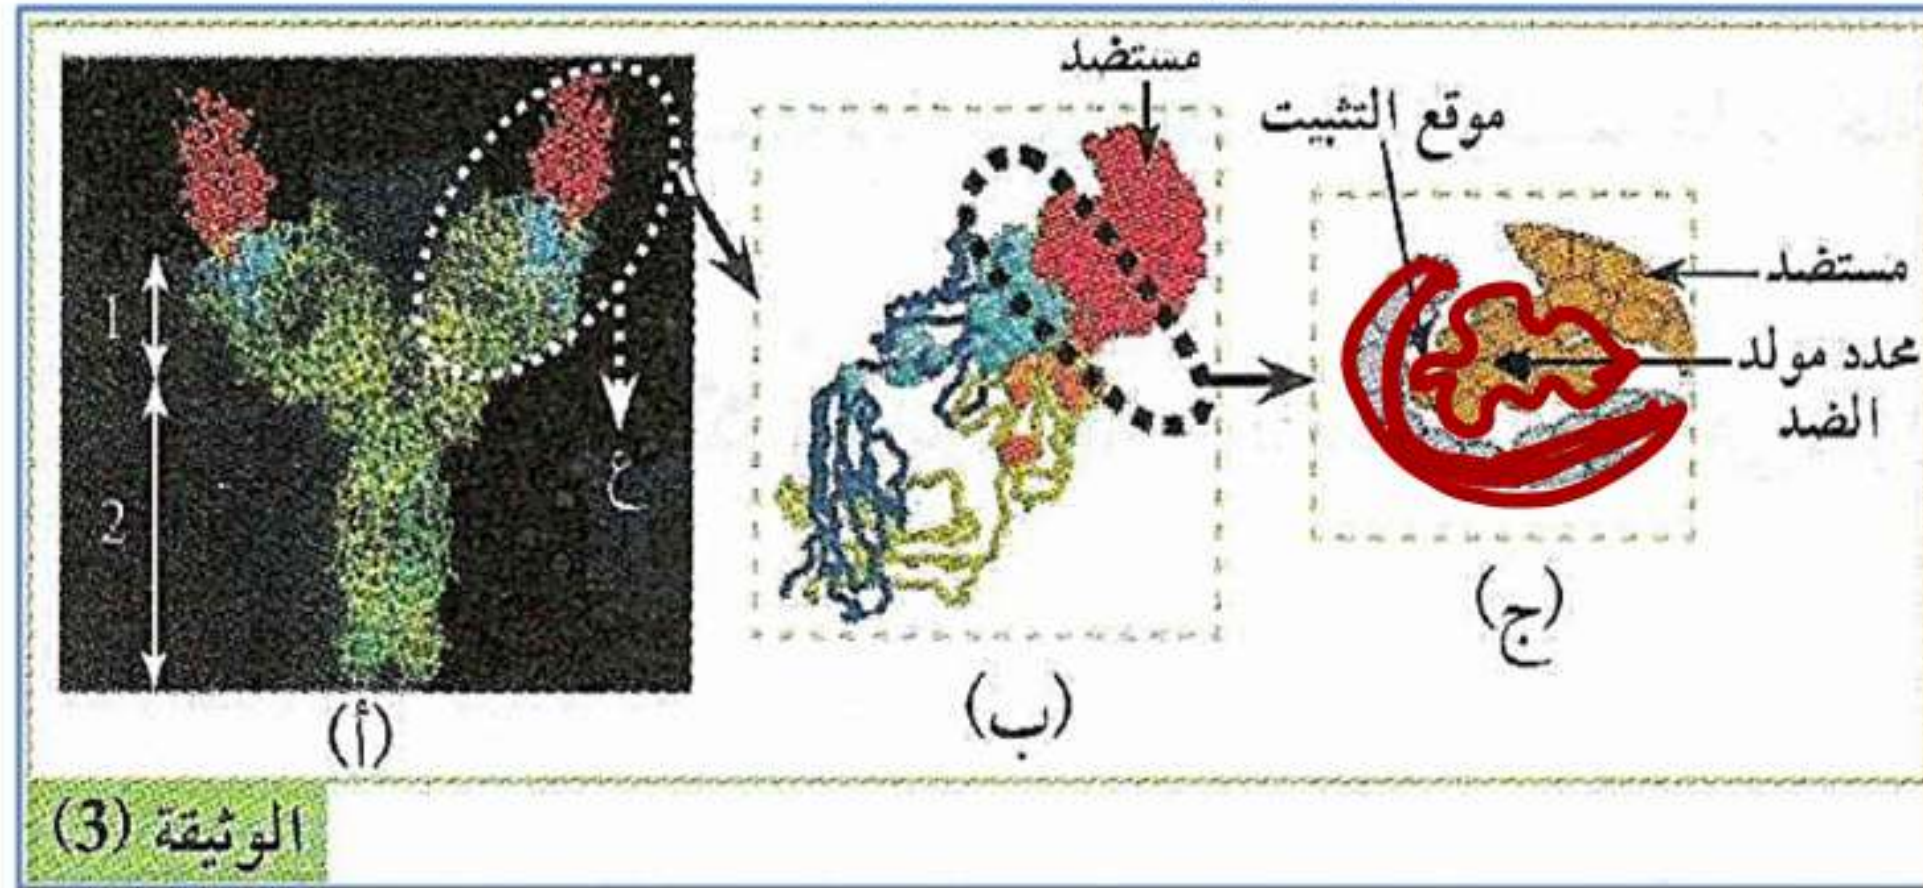 مستضد
موقع التثبيت
مستضد
محدد مولد
الضد
1
2
ع
(أ)
(ب)
(ج)
الوثيقة (3)